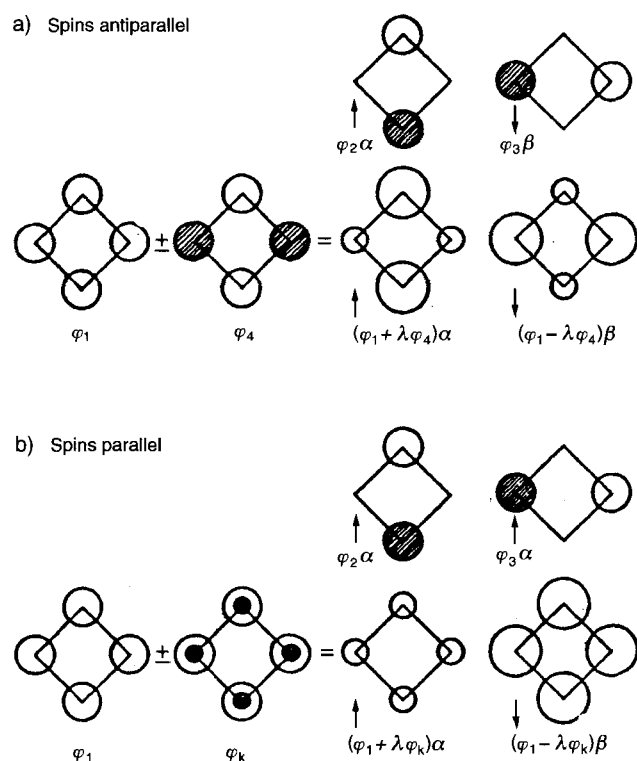 a) Spins antiparallel
φ₂α φ₃β
± =
φ₁ φ₄ (φ₁ + λφ₄)α (φ₁ − λφ₄)β
b) Spins parallel
φ₂α φ₃α
± =
φ₁ φₖ (φ₁ + λφₖ)α (φ₁ − λφₖ)β